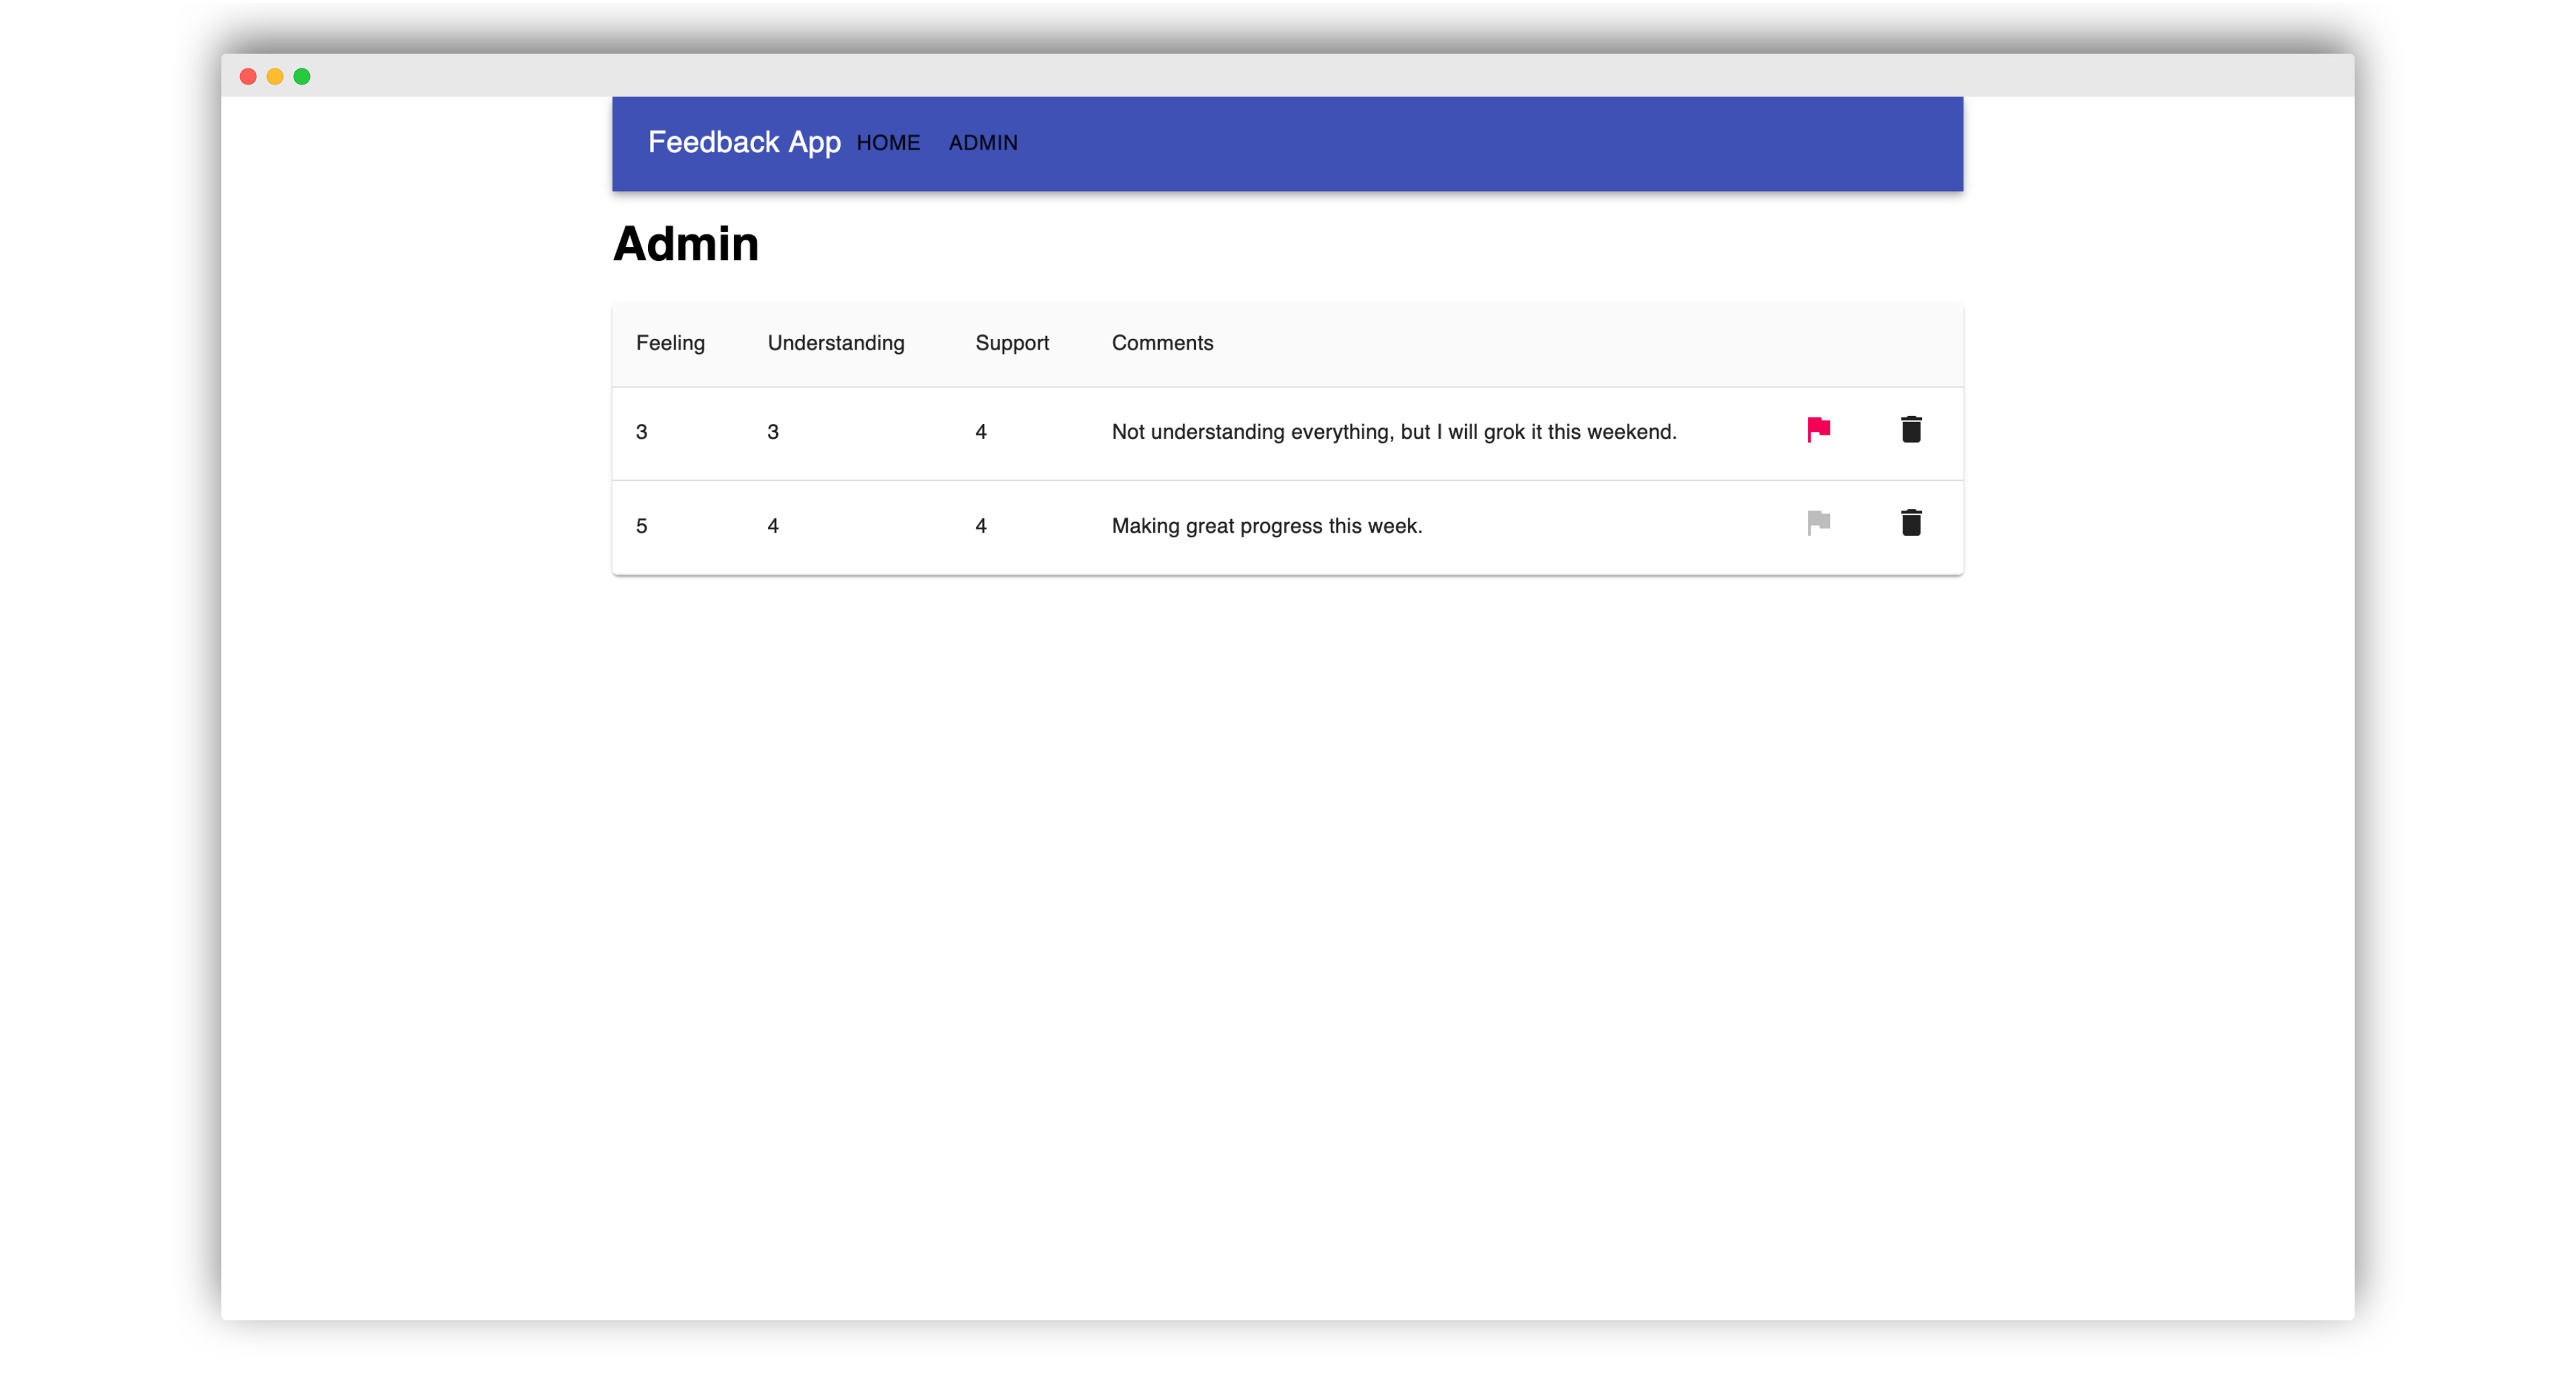 Feedback App HOME ADMIN
Admin
Feeling Understanding Support Comments
3 3 4 Not understanding everything, but I will grok it this weekend.
5 4 4 Making great progress this week.